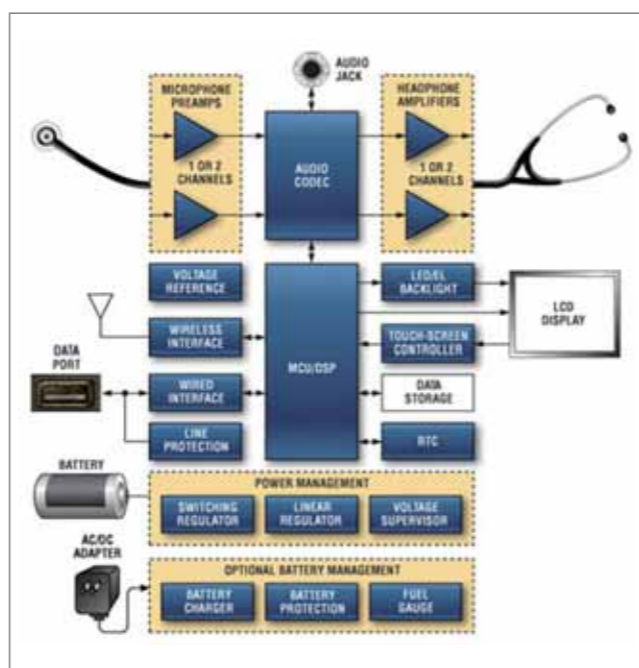 AUDIO
JACK
MICROPHONE
PREAMPS
1 OR 2
CHANNELS
AUDIO
CODEC
HEADPHONE
AMPLIFIERS
1 OR 2
CHANNELS
VOLTAGE
REFERENCE
WIRELESS
INTERFACE
DATA
PORT
WIRED
INTERFACE
LINE
PROTECTION
MCU/DSP
LED/EL
BACKLIGHT
LCD
DISPLAY
TOUCH-SCREEN
CONTROLLER
DATA
STORAGE
RTC
BATTERY
POWER MANAGEMENT
SWITCHING
REGULATOR
LINEAR
REGULATOR
VOLTAGE
SUPERVISOR
AC/DC
ADAPTER
OPTIONAL BATTERY MANAGEMENT
BATTERY
CHARGER
BATTERY
PROTECTION
FUEL
GAUGE